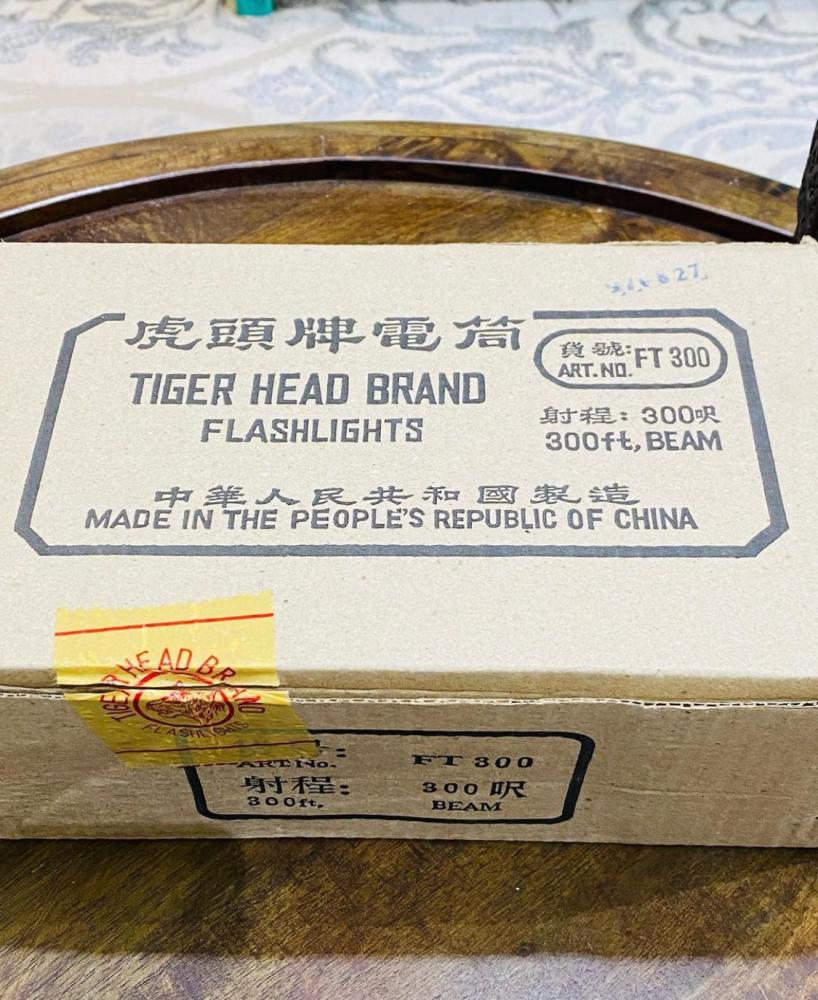 虎頭牌電筒
TIGER HEAD BRAND
FLASHLIGHTS
貨號:
ART.NO. FT 300
射程: 300呎
300ft, BEAM
中華人民共和國製造
MADE IN THE PEOPLE'S REPUBLIC OF CHINA
TIGER HEAD BRAND
FLASHLIGHTS
ART No. FT 300
射程: 300呎
300ft, BEAM